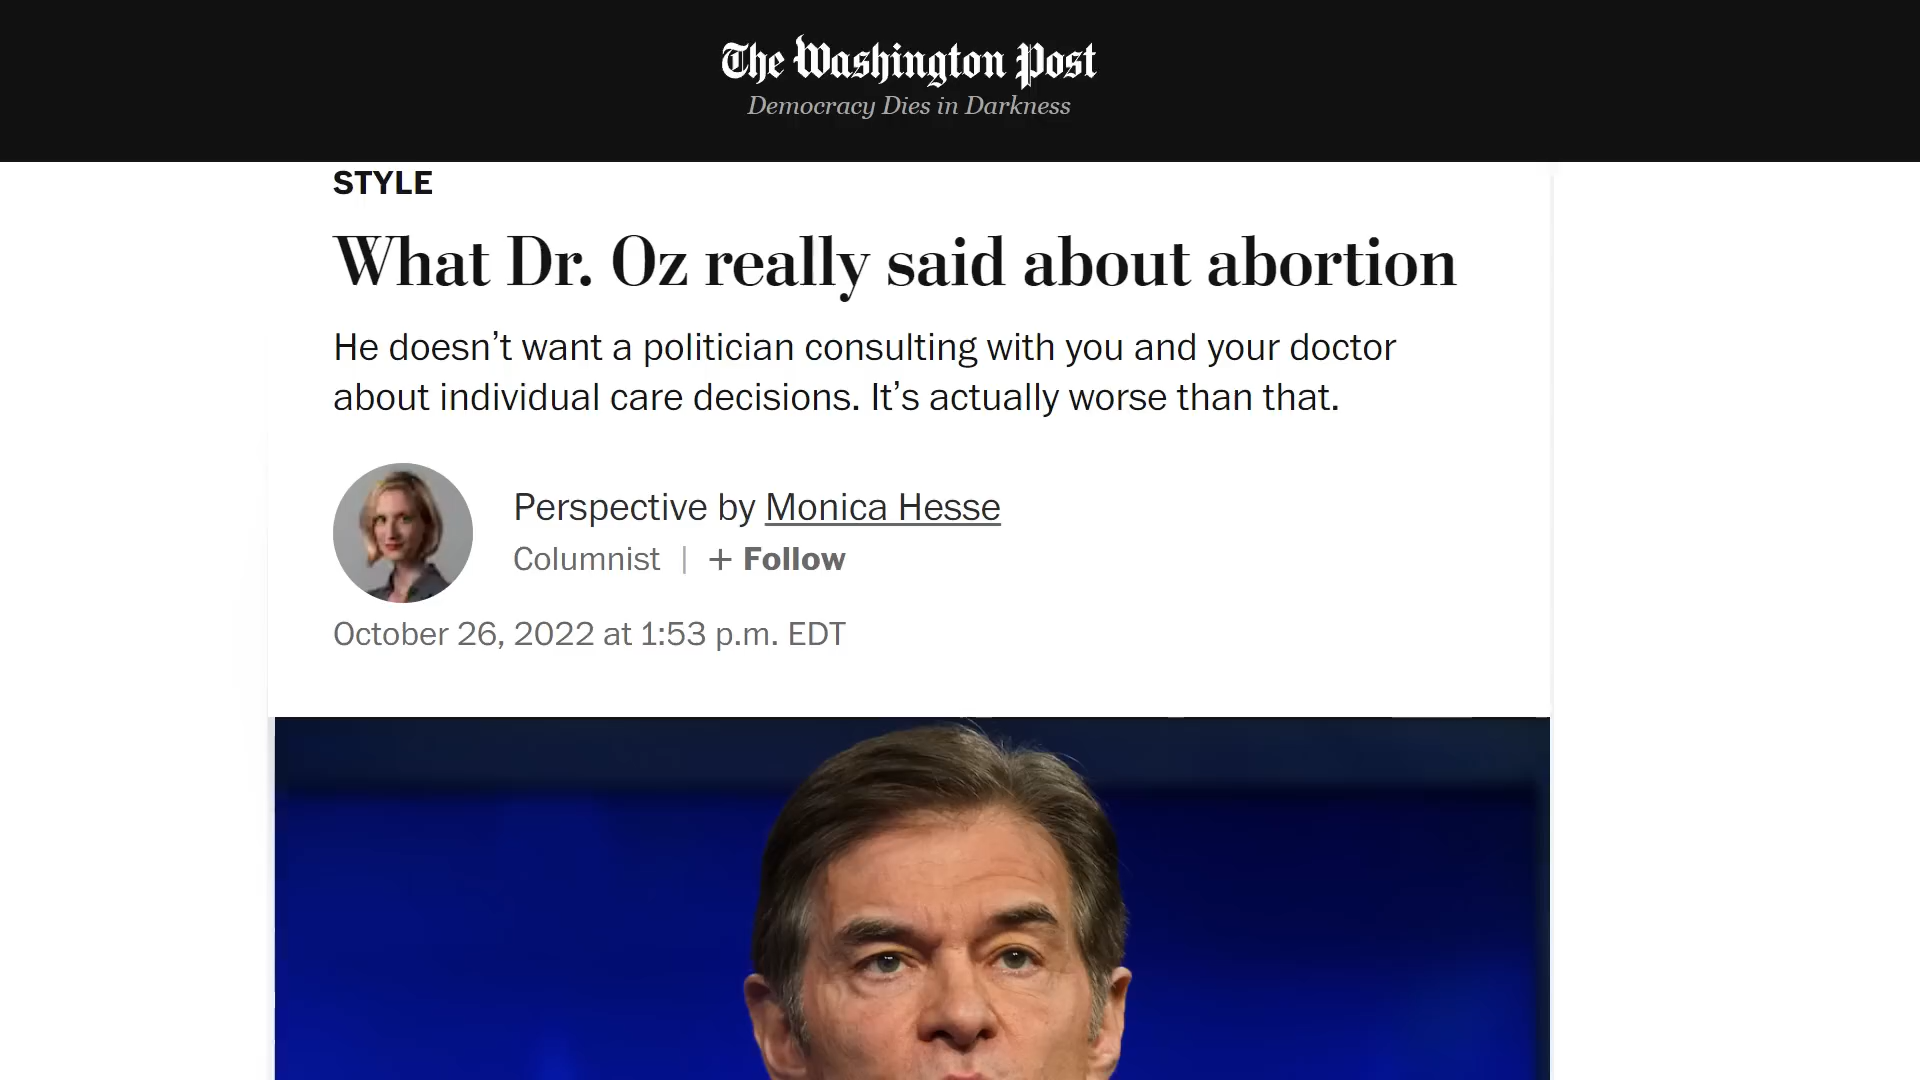 The Washington Post
Democracy Dies in Darkness
STYLE
What Dr. Oz really said about abortion
He doesn’t want a politician consulting with you and your doctor
about individual care decisions. It’s actually worse than that.
Perspective by Monica Hesse
Columnist | + Follow
October 26, 2022 at 1:53 p.m. EDT